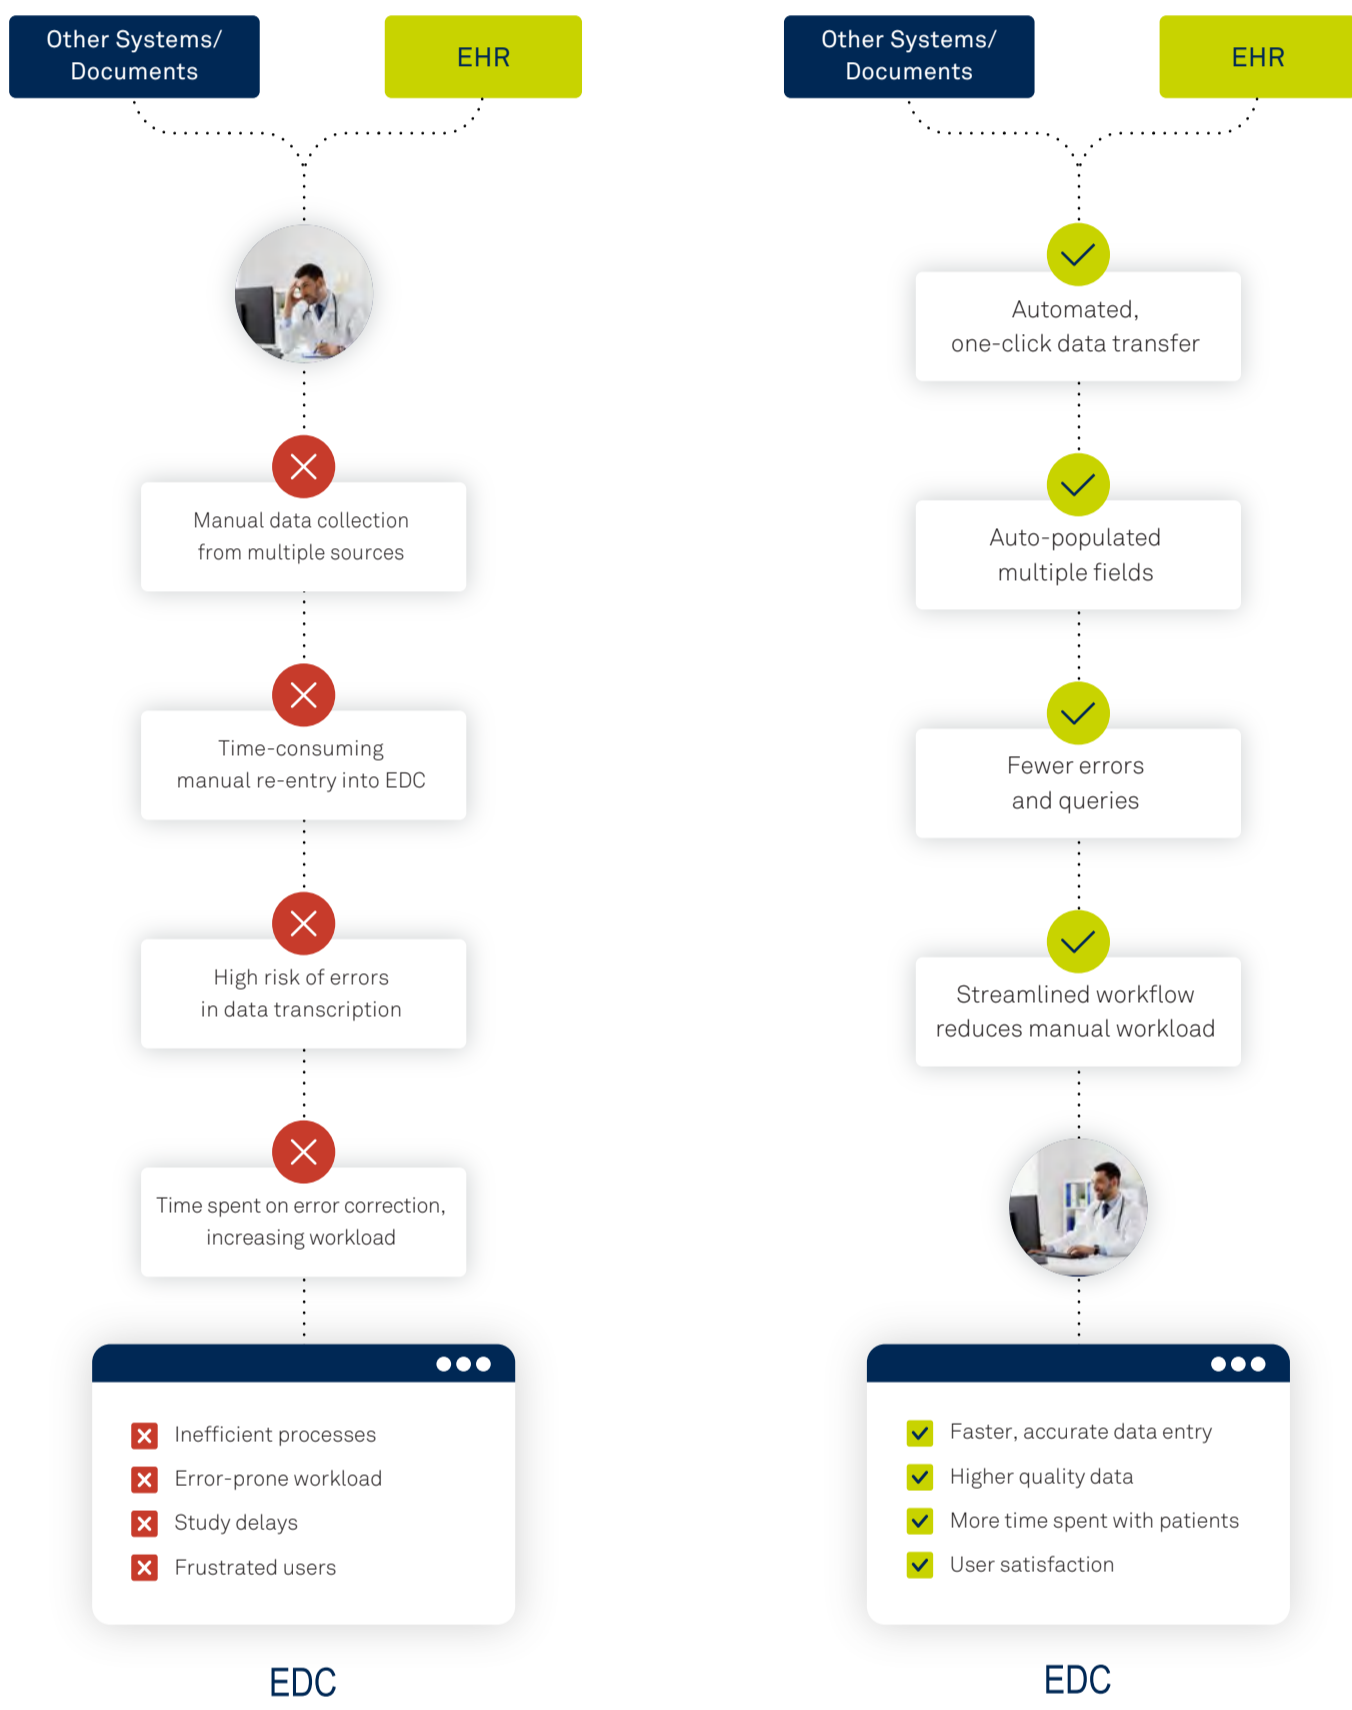 Other Systems/
Documents
EHR
Manual data collection
from multiple sources
Time-consuming
manual re-entry into EDC
High risk of errors
in data transcription
Time spent on error correction,
increasing workload
Inefficient processes
Error-prone workload
Study delays
Frustrated users
EDC
Other Systems/
Documents
EHR
Automated,
one-click data transfer
Auto-populated
multiple fields
Fewer errors
and queries
Streamlined workflow
reduces manual workload
Faster, accurate data entry
Higher quality data
More time spent with patients
User satisfaction
EDC